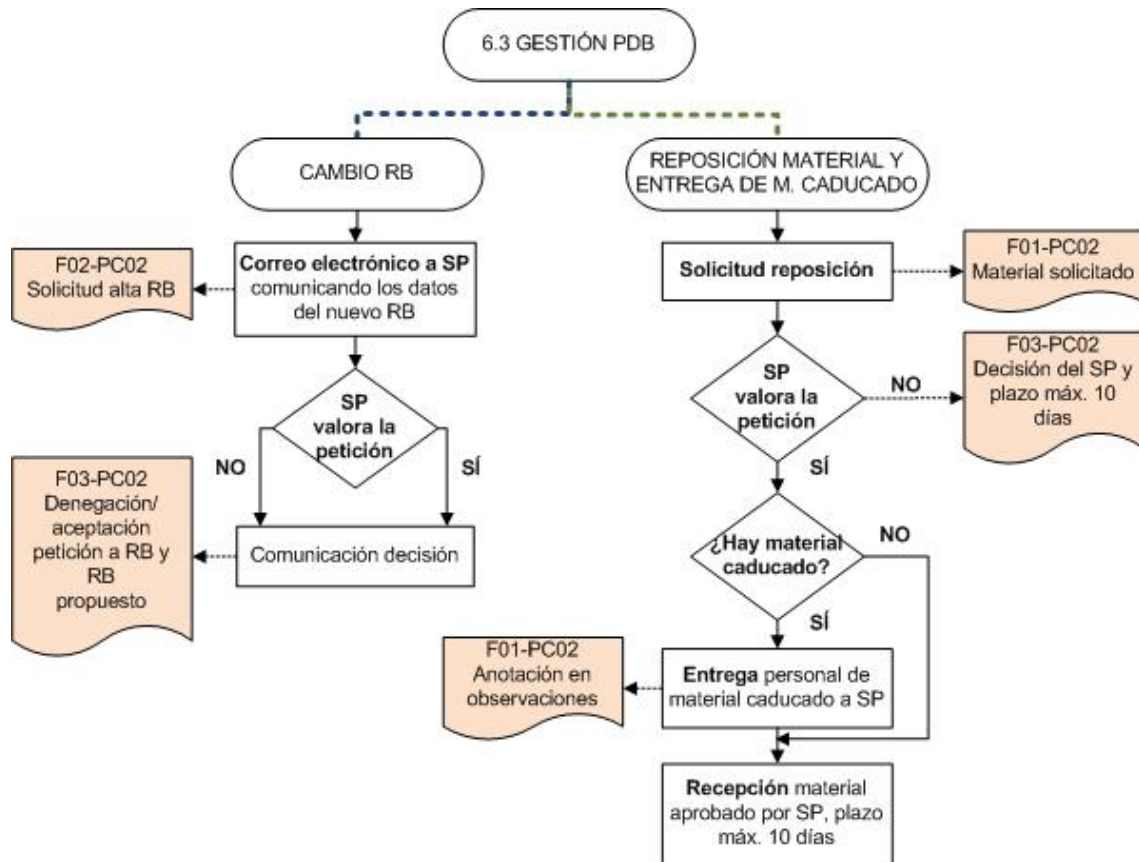 6.3 GESTIÓN PDB
CAMBIO RB
REPOSICIÓN MATERIAL Y
ENTREGA DE M. CADUCADO
F02-PC02
Solicitud alta RB
Correo electrónico a SP
comunicando los datos
del nuevo RB
Solicitud reposición
F01-PC02
Material solicitado
SP
valora la
petición
NO
SÍ
SP
valora la
petición
NO
SÍ
F03-PC02
Decisión del SP y
plazo máx. 10
días
F03-PC02
Denegación/
aceptación
petición a RB y
RB
propuesto
Comunicación decisión
¿Hay material
caducado?
NO
SÍ
F01-PC02
Anotación en
observaciones
Entrega personal de
material caducado a SP
Recepción material
aprobado por SP, plazo
máx. 10 días